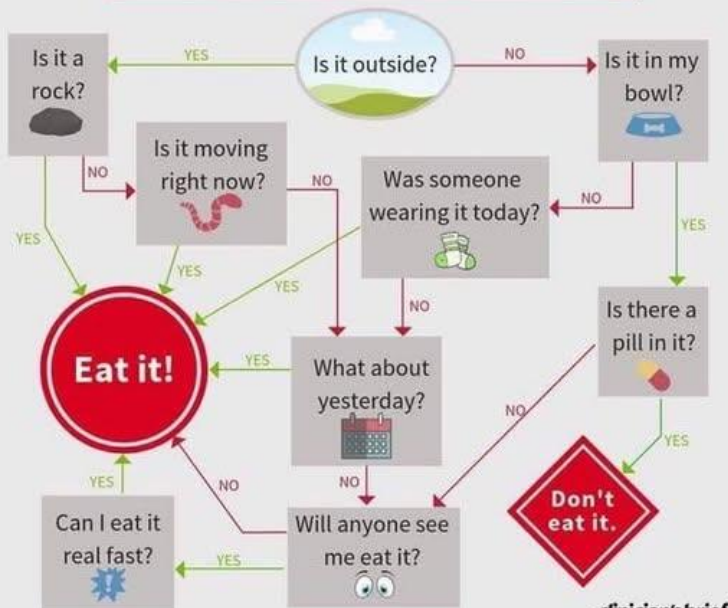 Is it outside?
YES
NO
Is it a
rock?
Is it in my
bowl?
NO
YES
Is it moving
right now?
NO
YES
Was someone
wearing it today?
NO
YES
YES
NO
Is there a
pill in it?
NO
YES
Eat it!
YES
What about
yesterday?
NO
Don't
eat it.
YES
NO
Can I eat it
real fast?
YES
Will anyone see
me eat it?